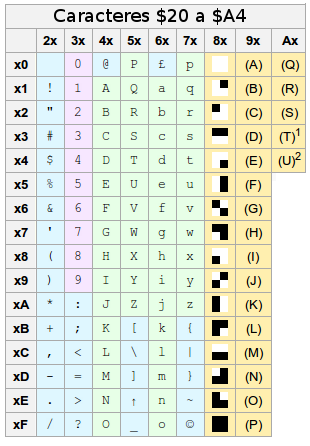 Caracteres $20 a $A4
2x 3x 4x 5x 6x 7x 8x 9x Ax
x0 0 @ P £ p (A) (Q)
x1 ! 1 A Q a q (B) (R)
x2 " 2 B R b r (C) (S)
x3 # 3 C S c s (D) (T)¹
x4 $ 4 D T d t (E) (U)²
x5 % 5 E U e u (F)
x6 & 6 F V f v (G)
x7 ' 7 G W g w (H)
x8 ( 8 H X h x (I)
x9 ) 9 I Y i y (J)
xA * : J Z j z (K)
xB + ; K [ k { (L)
xC , < L \ l | (M)
xD - = M ] m } (N)
xE . > N ↑ n ~ (O)
xF / ? O _ o © (P)